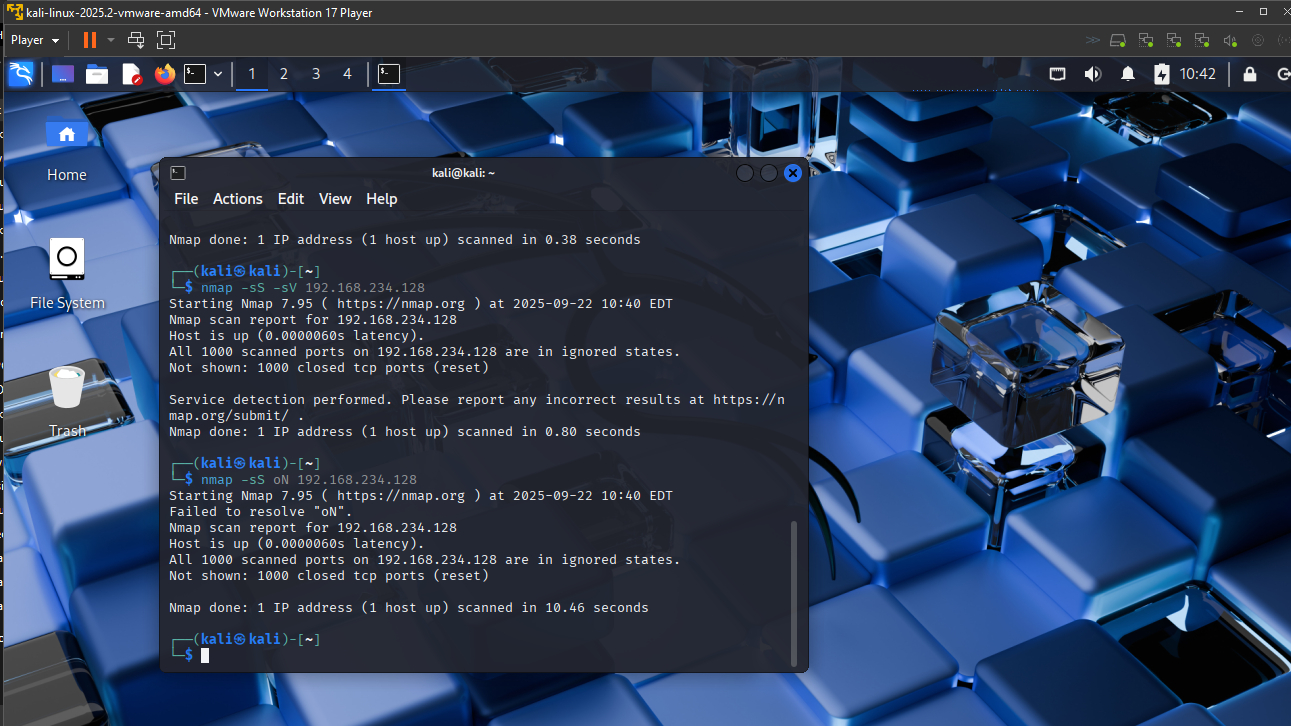 kali-linux-2025.2-vmware-amd64 - VMware Workstation 17 Player
Player
1 2 3 4
10:42
Home
File System
Trash
kali@kali: ~
File Actions Edit View Help
Nmap done: 1 IP address (1 host up) scanned in 0.38 seconds
┌──(kali㉿kali)-[~]
└─$ nmap -sS -sV 192.168.234.128
Starting Nmap 7.95 ( https://nmap.org ) at 2025-09-22 10:40 EDT
Nmap scan report for 192.168.234.128
Host is up (0.0000060s latency).
All 1000 scanned ports on 192.168.234.128 are in ignored states.
Not shown: 1000 closed tcp ports (reset)
Service detection performed. Please report any incorrect results at https://n
map.org/submit/ .
Nmap done: 1 IP address (1 host up) scanned in 0.80 seconds
┌──(kali㉿kali)-[~]
└─$ nmap -sS oN 192.168.234.128
Starting Nmap 7.95 ( https://nmap.org ) at 2025-09-22 10:40 EDT
Failed to resolve "oN".
Nmap scan report for 192.168.234.128
Host is up (0.0000060s latency).
All 1000 scanned ports on 192.168.234.128 are in ignored states.
Not shown: 1000 closed tcp ports (reset)
Nmap done: 1 IP address (1 host up) scanned in 10.46 seconds
┌──(kali㉿kali)-[~]
└─$